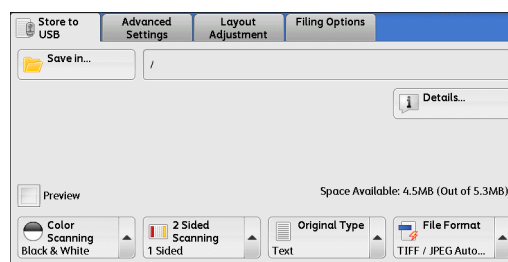 Store to
USB
Advanced
Settings
Layout
Adjustment
Filing Options
Save in...
/
Details...
Preview
Space Available: 4.5MB (Out of 5.3MB)
Color
Scanning
Black & White
2 Sided
Scanning
1 Sided
Original Type
Text
File Format
TIFF / JPEG Auto...